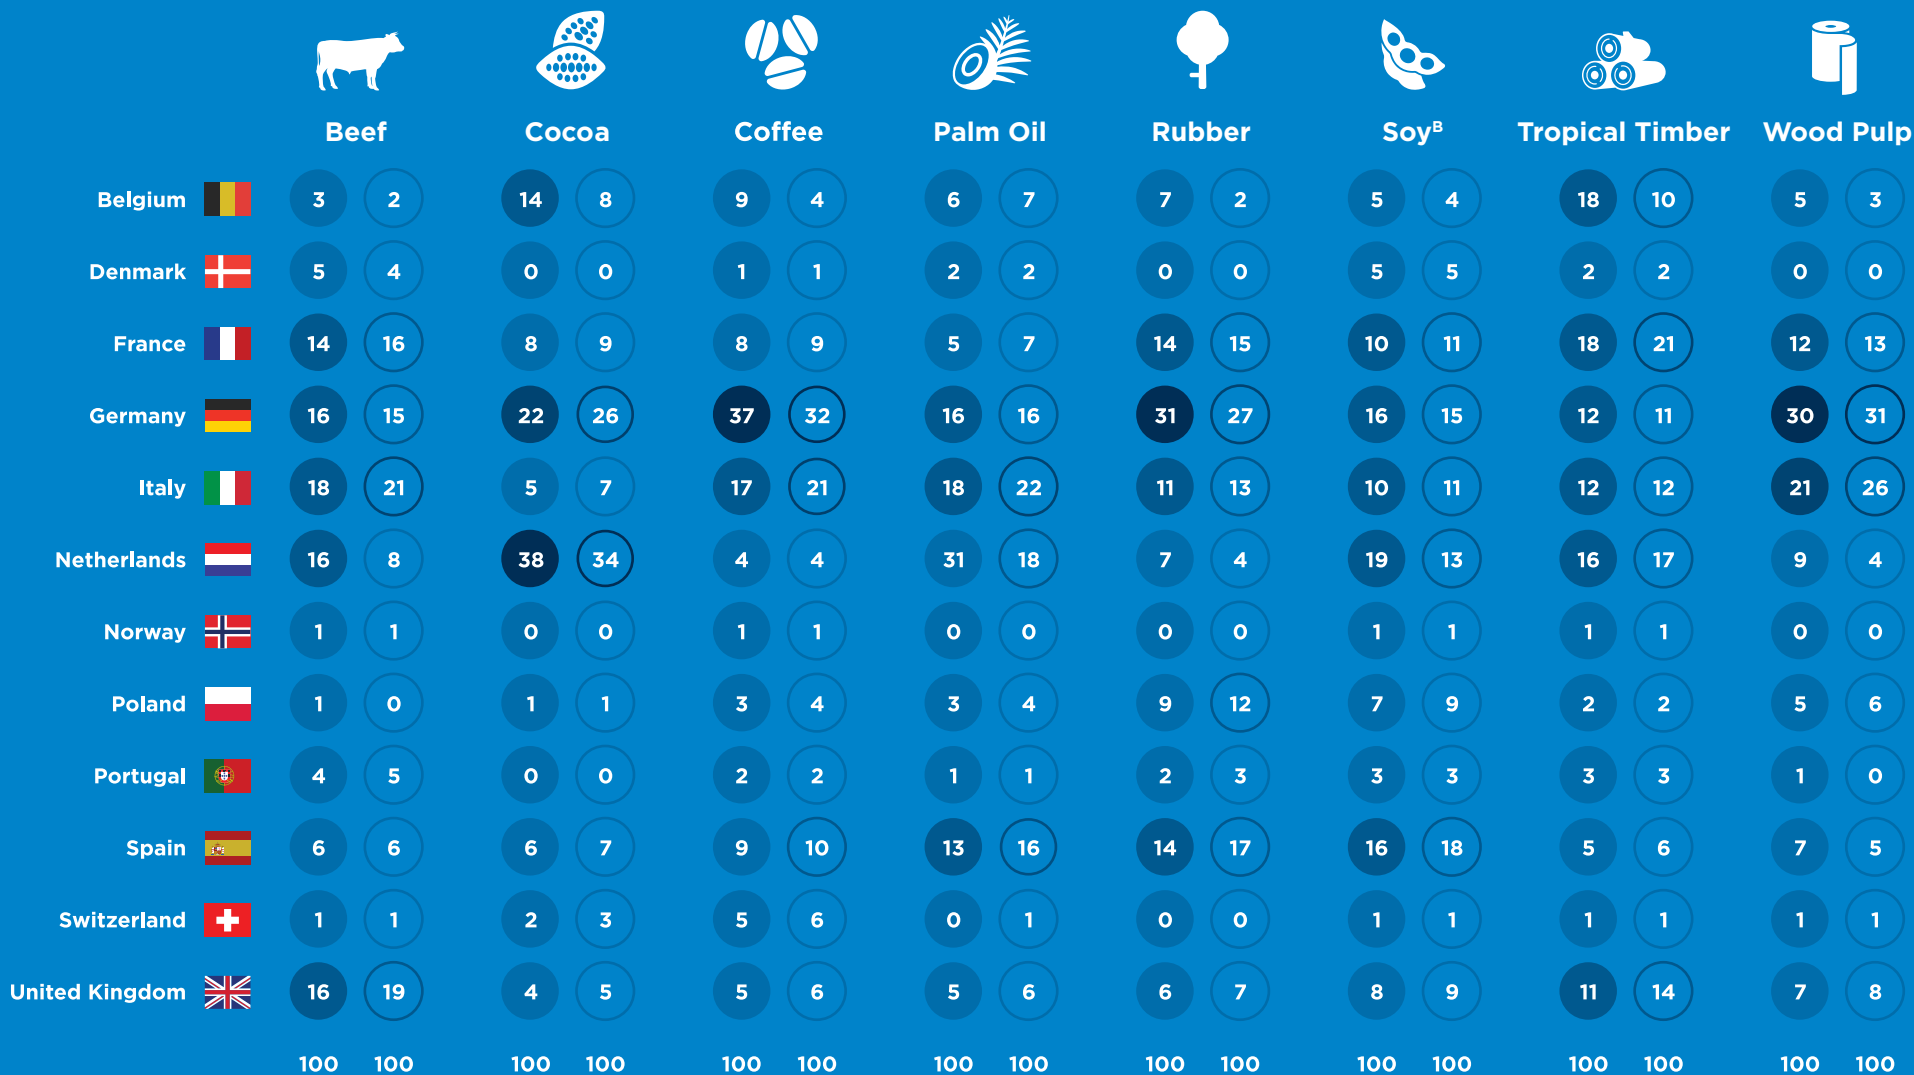 Beef Cocoa Coffee Palm Oil Rubber Soyᴮ Tropical Timber Wood Pulp
Belgium 3 2 14 8 9 4 6 7 7 2 5 4 18 10 5 3
Denmark 5 4 0 0 1 1 2 2 0 0 5 5 2 2 0 0
France 14 16 8 9 8 9 5 7 14 15 10 11 18 21 12 13
Germany 16 15 22 26 37 32 16 16 31 27 16 15 12 11 30 31
Italy 18 21 5 7 17 21 18 22 11 13 10 11 12 12 21 26
Netherlands 16 8 38 34 4 4 31 18 7 4 19 13 16 17 9 4
Norway 1 1 0 0 1 1 0 0 0 0 1 1 1 1 0 0
Poland 1 0 1 1 3 4 3 4 9 12 7 9 2 2 5 6
Portugal 4 5 0 0 2 2 1 1 2 3 3 3 3 3 1 0
Spain 6 6 6 7 9 10 13 16 14 17 16 18 5 6 7 5
Switzerland 1 1 2 3 5 6 0 1 0 0 1 1 1 1 1 1
United Kingdom 16 19 4 5 5 6 5 6 6 7 8 9 11 14 7 8
100 100 100 100 100 100 100 100 100 100 100 100 100 100 100 100